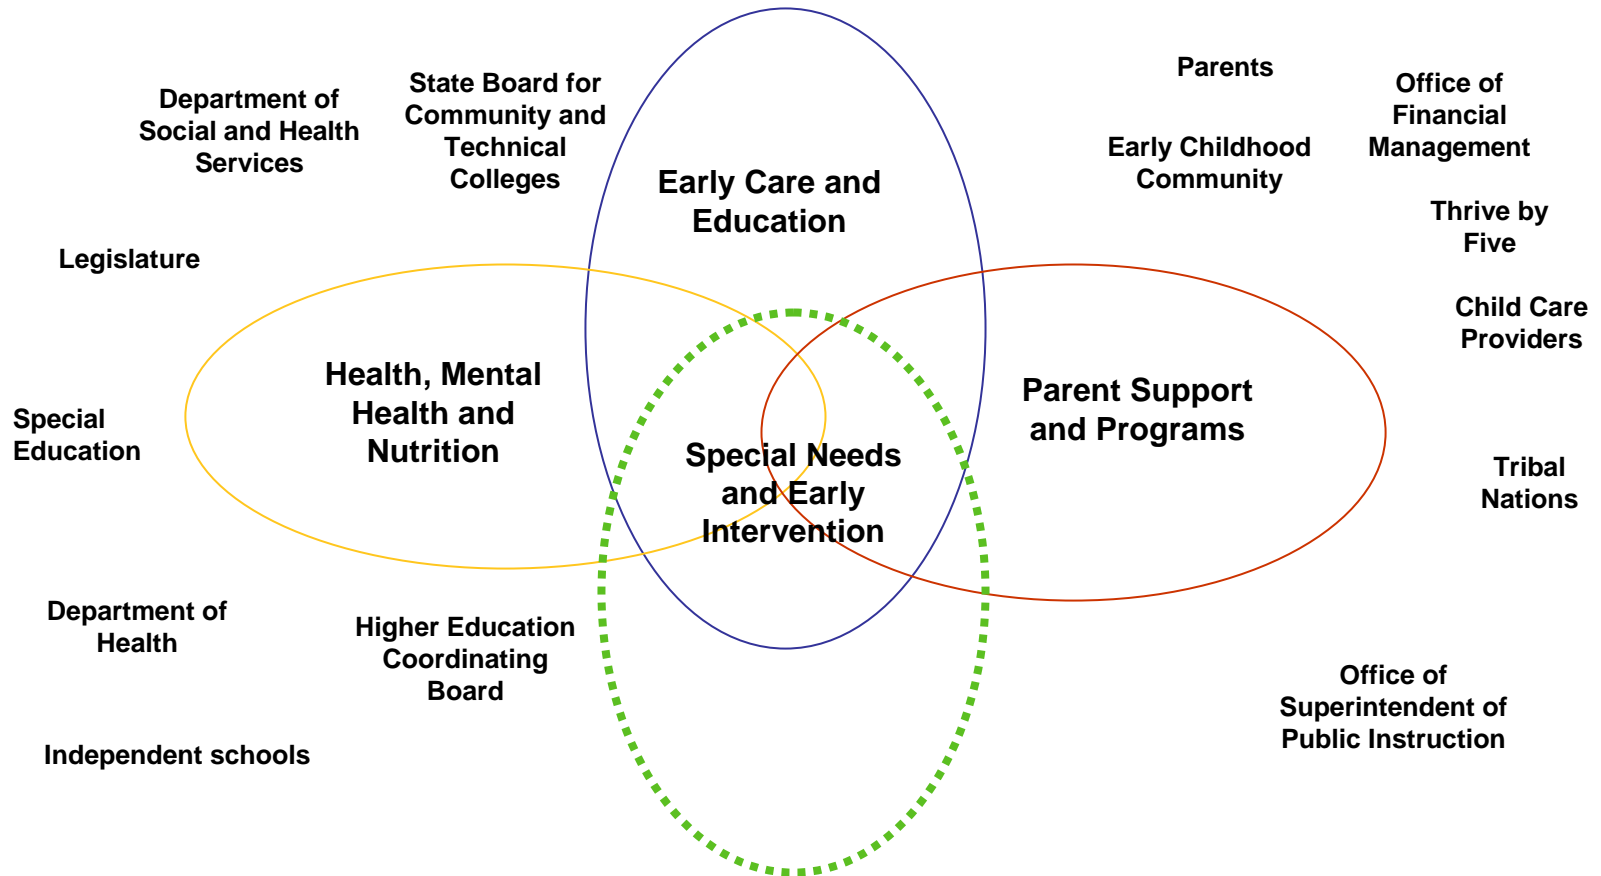 Parents
Department of
Social and Health
Services
State Board for
Community and
Technical
Colleges
Office of
Financial
Management
Early Childhood
Community
Early Care and
Education
Thrive by
Five
Legislature
Child Care
Providers
Health, Mental
Health and
Nutrition
Parent Support
and Programs
Special
Education
Special Needs
and Early
Intervention
Tribal
Nations
Department of
Health
Higher Education
Coordinating
Board
Office of
Superintendent of
Public Instruction
Independent schools